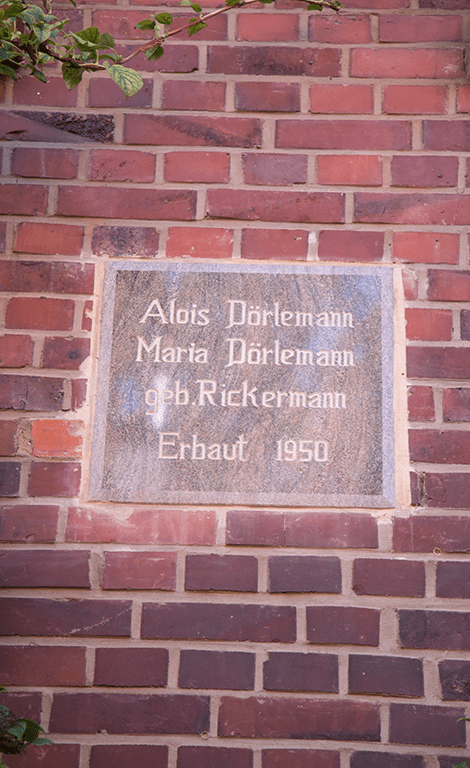 Alois Dörlemann
Maria Dörlemann
geb. Rickermann
Erbaut 1950